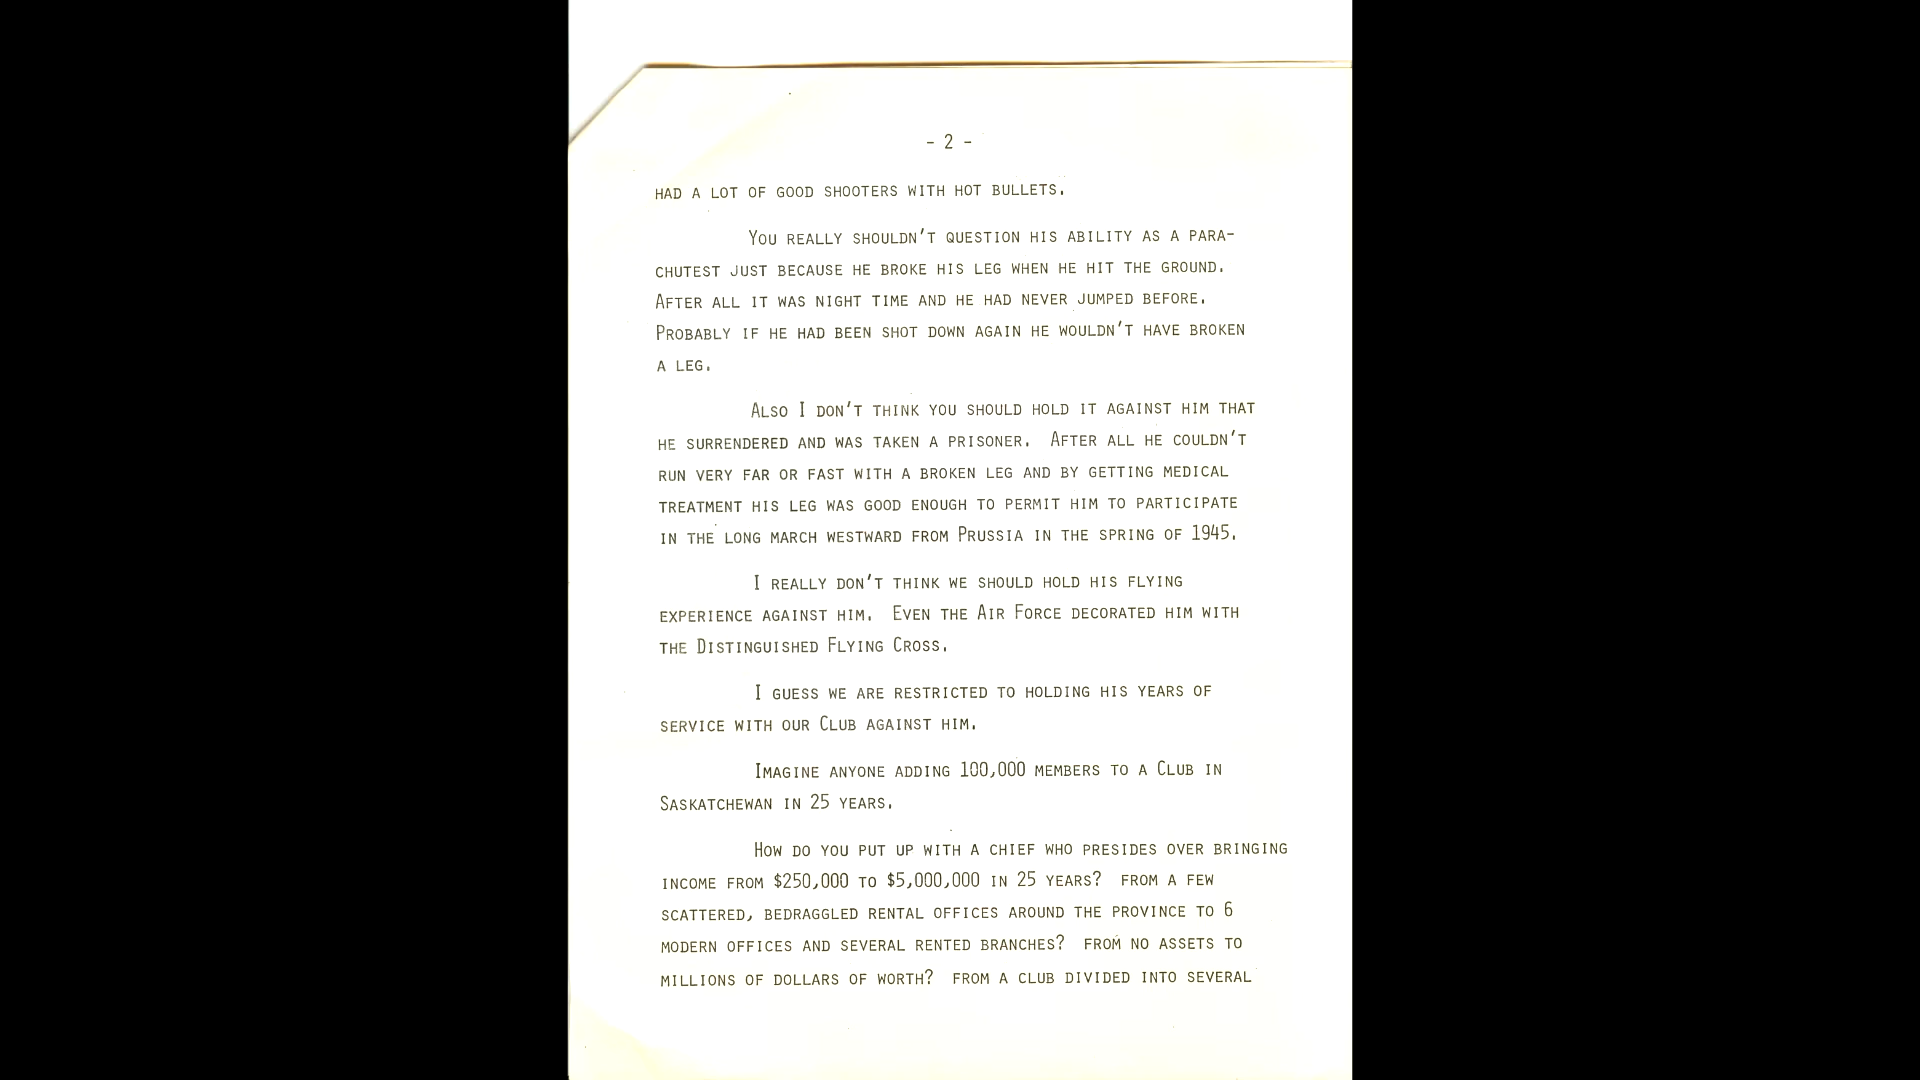 - 2 -
HAD A LOT OF GOOD SHOOTERS WITH HOT BULLETS.
YOU REALLY SHOULDN'T QUESTION HIS ABILITY AS A PARA-
CHUTEST JUST BECAUSE HE BROKE HIS LEG WHEN HE HIT THE GROUND.
AFTER ALL IT WAS NIGHT TIME AND HE HAD NEVER JUMPED BEFORE.
PROBABLY IF HE HAD BEEN SHOT DOWN AGAIN HE WOULDN'T HAVE BROKEN
A LEG.
ALSO I DON'T THINK YOU SHOULD HOLD IT AGAINST HIM THAT
HE SURRENDERED AND WAS TAKEN A PRISONER. AFTER ALL HE COULDN'T
RUN VERY FAR OR FAST WITH A BROKEN LEG AND BY GETTING MEDICAL
TREATMENT HIS LEG WAS GOOD ENOUGH TO PERMIT HIM TO PARTICIPATE
IN THE LONG MARCH WESTWARD FROM PRUSSIA IN THE SPRING OF 1945.
I REALLY DON'T THINK WE SHOULD HOLD HIS FLYING
EXPERIENCE AGAINST HIM. EVEN THE AIR FORCE DECORATED HIM WITH
THE DISTINGUISHED FLYING CROSS.
I GUESS WE ARE RESTRICTED TO HOLDING HIS YEARS OF
SERVICE WITH OUR CLUB AGAINST HIM.
IMAGINE ANYONE ADDING 100,000 MEMBERS TO A CLUB IN
SASKATCHEWAN IN 25 YEARS.
HOW DO YOU PUT UP WITH A CHIEF WHO PRESIDES OVER BRINGING
INCOME FROM $250,000 TO $5,000,000 IN 25 YEARS? FROM A FEW
SCATTERED, BEDRAGGLED RENTAL OFFICES AROUND THE PROVINCE TO 6
MODERN OFFICES AND SEVERAL RENTED BRANCHES? FROM NO ASSETS TO
MILLIONS OF DOLLARS OF WORTH? FROM A CLUB DIVIDED INTO SEVERAL